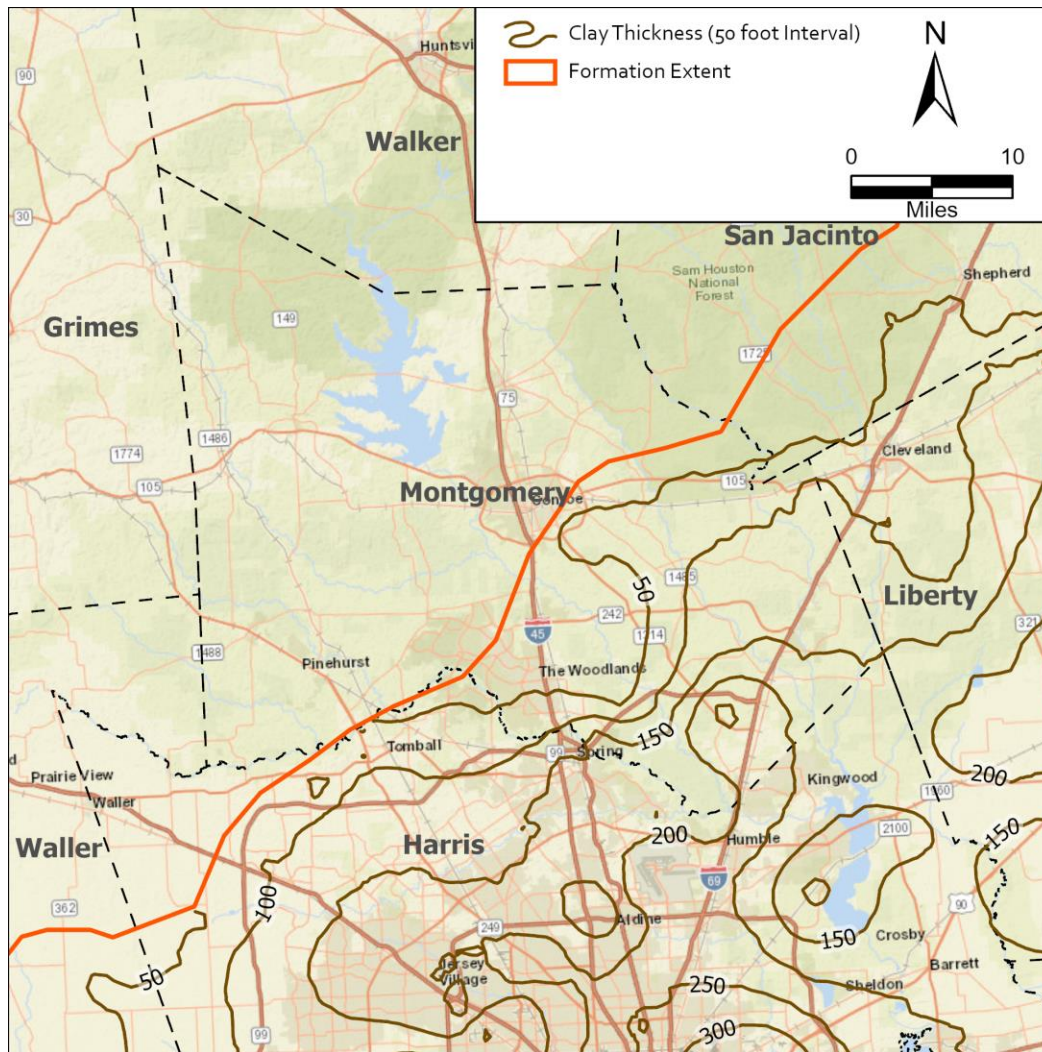 Clay Thickness (50 foot Interval)
Formation Extent
N
0 10
Miles
Huntsvi
90
Walker
30
San Jacinto
Sam Houston
National
Forest
Shepherd
149
Grimes
1725
75
1774
1486
105
Cleveland
105
Montgomery
Conroe
105
50
1485
Liberty
242
1314
321
45
1488
Pinehurst
The Woodlands
150
Tomball
99
Spring
d
Prairie View
Kingwood
200
Waller
1960
2100
200
Humble
150
Waller
Harris
69
100
362
249
Aldine
90
Crosby
150
Jersey
Village
Barrett
50
250
Sheldon
99
300